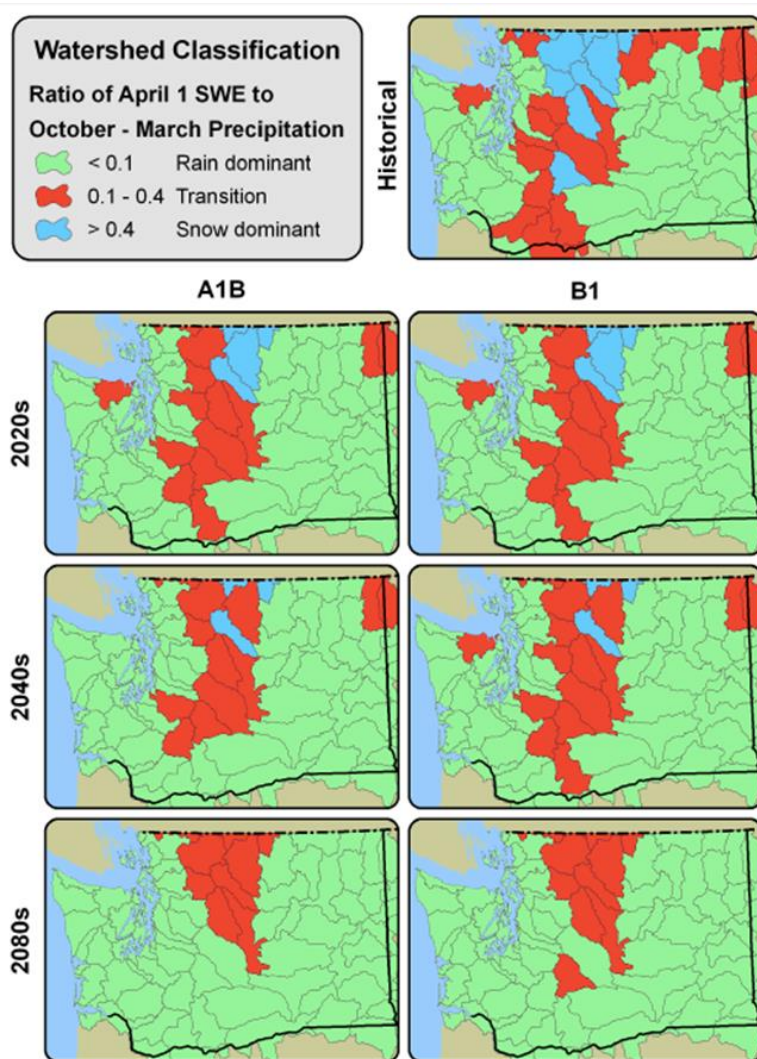 Watershed Classification
Ratio of April 1 SWE to
October - March Precipitation
< 0.1 Rain dominant
0.1 - 0.4 Transition
> 0.4 Snow dominant
Historical
A1B
B1
2020s
2040s
2080s